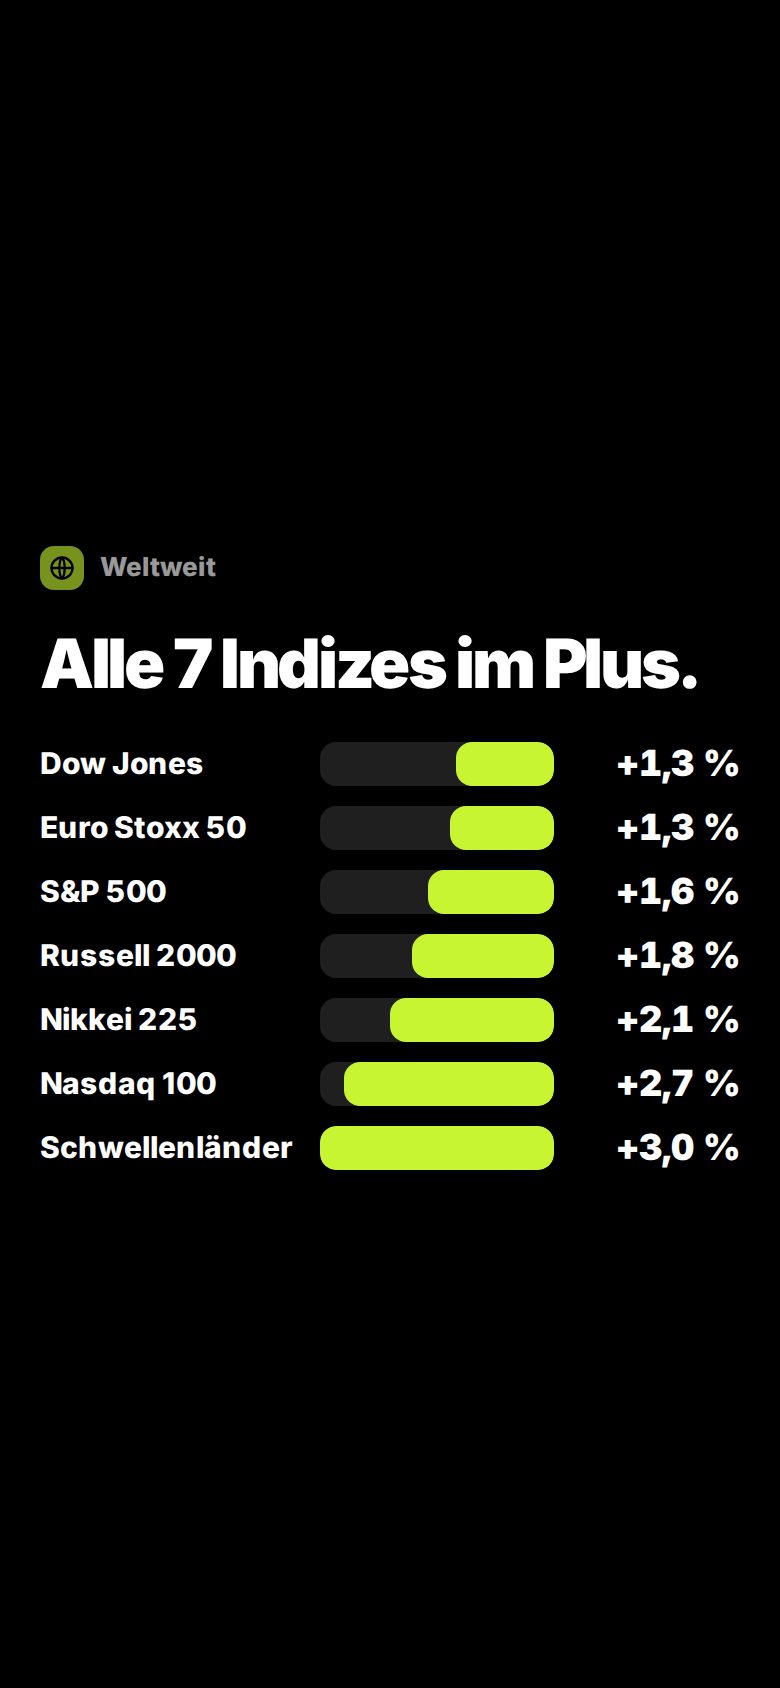 Weltweit
Alle 7 Indizes im Plus.
Dow Jones +1,3 %
Euro Stoxx 50 +1,3 %
S&P 500 +1,6 %
Russell 2000 +1,8 %
Nikkei 225 +2,1 %
Nasdaq 100 +2,7 %
Schwellenländer +3,0 %